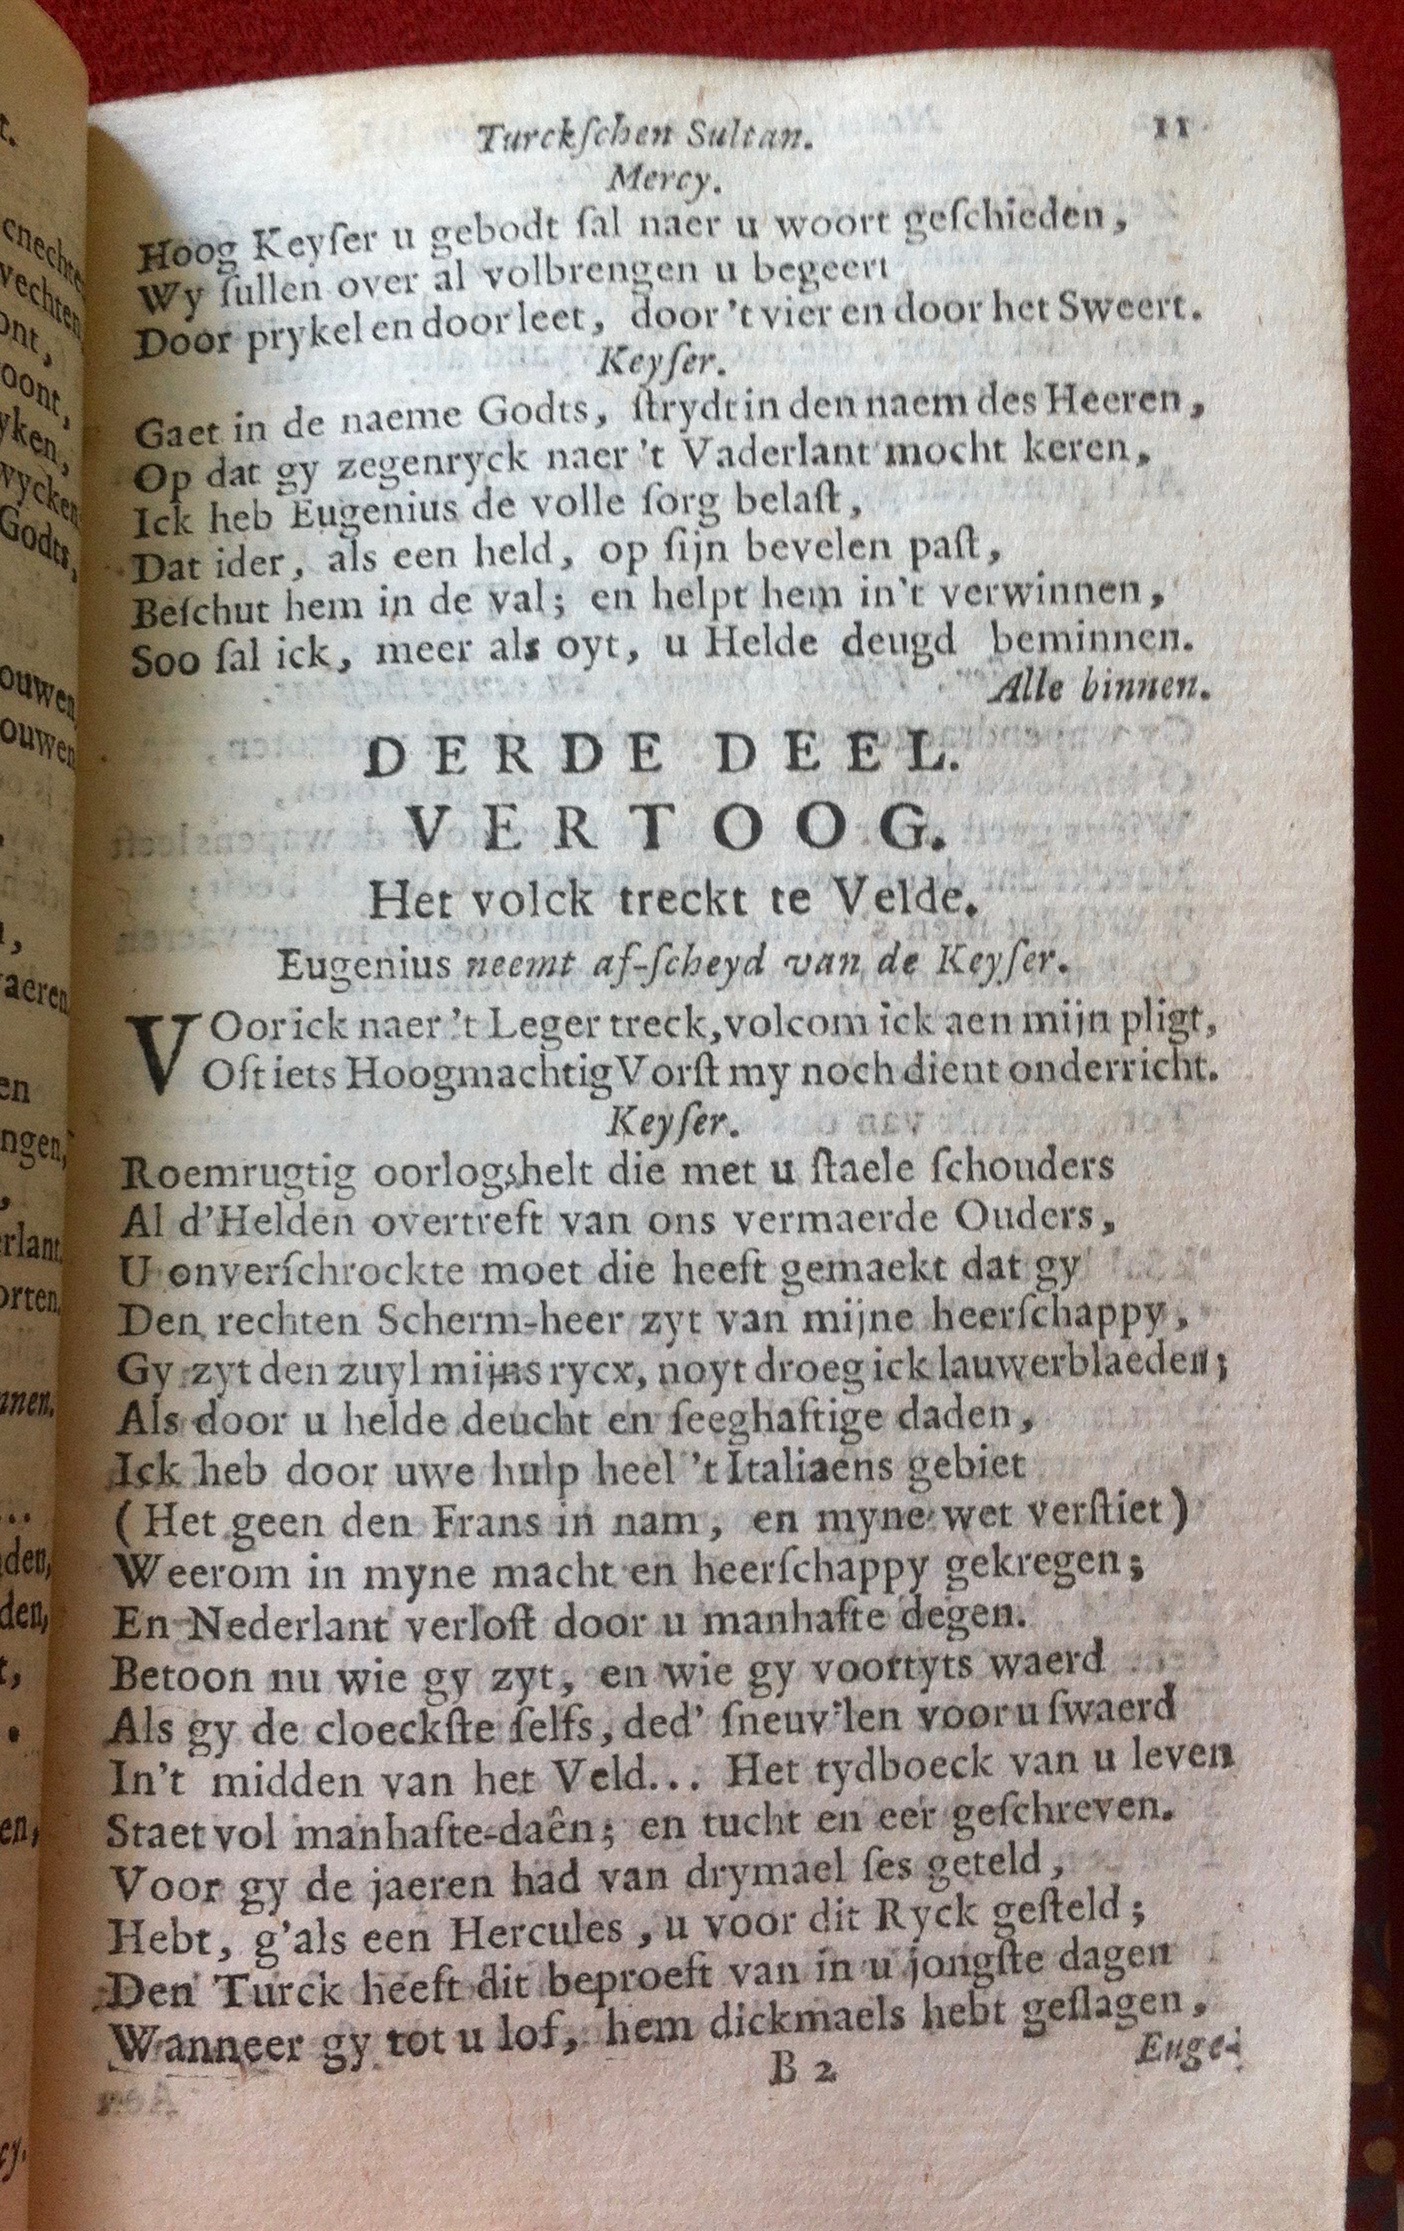 Turckſchen Sultan. 11
Mercy.
Hoog Keyſer u gebodt ſal naer u woort geſchieden,
Wy ſullen over al volbrengen u begeert
Door prykel en door leet, door 't vier en door het Sweert.
Keyſer.
Gaet in de naeme Godts, ſtrydt in den naem des Heeren,
Op dat gy zegenryck naer 't Vaderlant mocht keren,
Ick heb Eugenius de volle ſorg belaſt,
Dat ider, als een held, op ſijn bevelen paſt,
Beſchut hem in de val; en helpt hem in't verwinnen,
Soo ſal ick, meer als oyt, u Helde deugd beminnen.
Alle binnen.
DERDE DEEL.
VERTOOG.
Het volck treckt te Velde.
Eugenius neemt af-ſcheyd van de Keyſer.
VOor ick naer 't Leger treck, volcom ick aen mijn pligt,
Oft iets Hoogmachtig Vorſt my noch dient onderricht.
Keyſer.
Roemrugtig oorlogshelt die met u ſtaele ſchouders
Al d'Helden overtreft van ons vermaerde Ouders,
U onverſchrockte moet die heeft gemaekt dat gy
Den rechten Scherm-heer zyt van mijne heerſchappy,
Gy zyt den zuyl mijns rycx, noyt droeg ick lauwerblaeden;
Als door u helde deucht en ſeeghaftige daden,
Ick heb door uwe hulp heel 't Italiaens gebiet
(Het geen den Frans in nam, en myne wet verſtiet)
Weerom in myne macht en heerſchappy gekregen;
En Nederlant verloſt door u manhafte degen.
Betoon nu wie gy zyt, en wie gy voortyts waerd
Als gy de cloeckſte ſelfs, ded' ſneuv'len voor u ſwaerd
In't midden van het Veld... Het tydboeck van u leven
Staet vol manhafte-daên; en tucht en eer geſchreven.
Voor gy de jaeren had van drymael ſes geteld,
Hebt, g'als een Hercules, u voor dit Ryck geſteld;
Den Turck heeft dit beproeft van in u jongſte dagen
Wanneer gy tot u lof, hem dickmaels hebt geſlagen,
B 2 Euge-